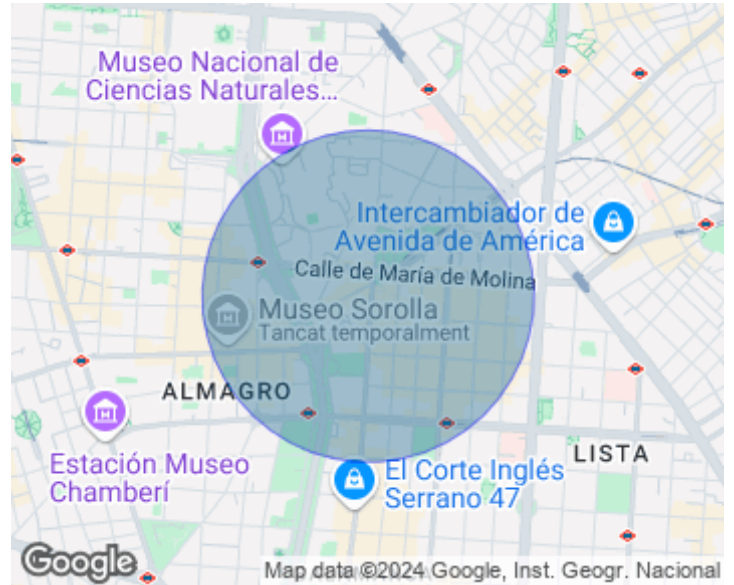 Museo Nacional de
Ciencias Naturales...
Intercambiador de
Avenida de América
Calle de María de Molina
Museo Sorolla
Tancat temporalment
ALMAGRO
Estación Museo
Chamberí
LISTA
El Corte Inglés
Serrano 47
Google
Map data ©2024 Google, Inst. Geogr. Nacional